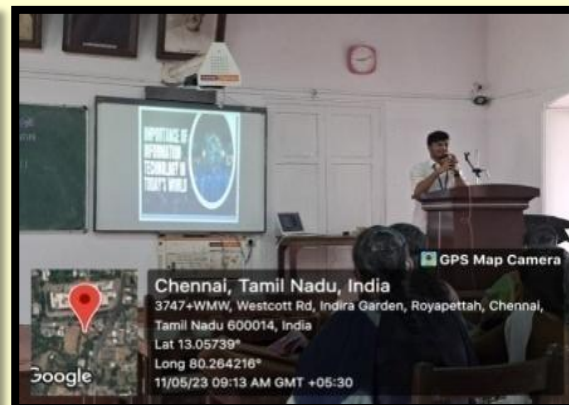 IMPORTANCE OF
INFORMATION
TECHNOLOGY IN
TODAY'S WORLD
GPS Map Camera
Chennai, Tamil Nadu, India
3747+WMW, Westcott Rd, Indira Garden, Royapettah, Chennai,
Tamil Nadu 600014, India
Lat 13.05739°
Long 80.264216°
11/05/23 09:13 AM GMT +05:30
Google